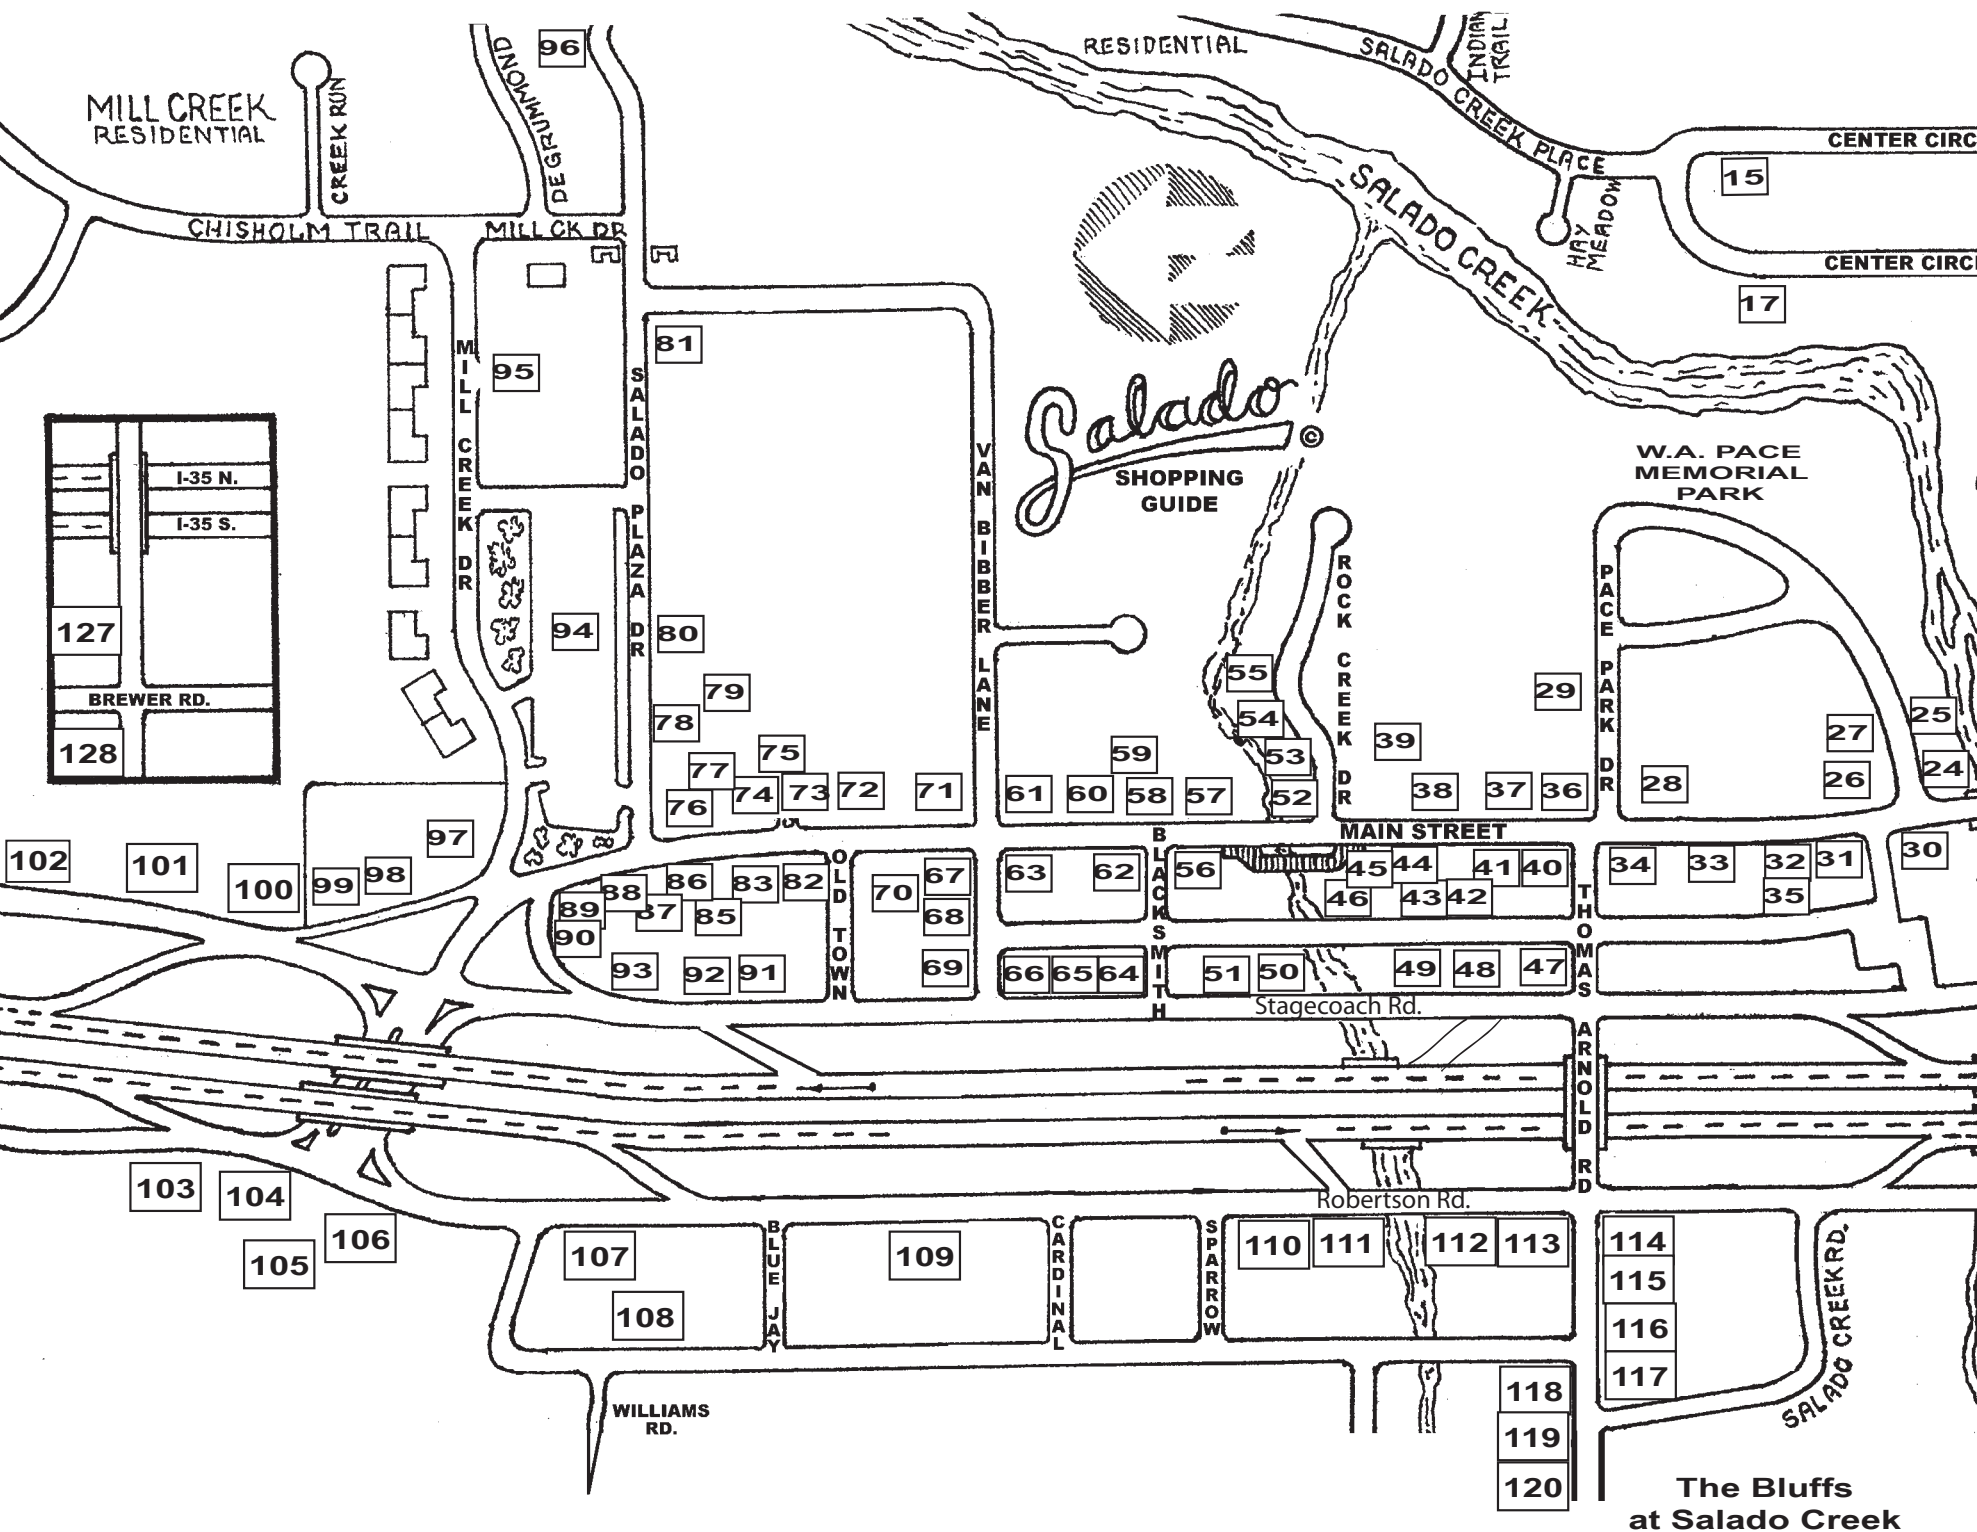 96
DEGRUMMOND
RESIDENTIAL
SALADO CREEK PLACE
INDIAN
TRAIL
MILL CREEK
RESIDENTIAL
CREEK RUN
CENTER CIRC
15
HAY
MEADOW
CENTER CIRC
17
CHISHOLM TRAIL
MILL CK DR
SALADO CREEK
81
95
MILL CREEK DR
SALADO PLAZA DR
VAN BIBBER LANE
Salado
©
SHOPPING
GUIDE
W.A. PACE
MEMORIAL
PARK
I-35 N.
I-35 S.
127
BREWER RD.
128
94
80
79
78
77
75
76
74
73
72
71
ROCK CREEK DR
PACE PARK DR
55
54
53
52
59
61
60
58
57
39
38
37
36
29
28
27
26
25
24
MAIN STREET
102
101
100
99
98
97
88
86
83
82
89
87
85
90
93
92
91
OLD TOWN
70
67
68
69
63
62
66
65
64
BLACKSMITH
56
45
44
41
40
46
43
42
51
50
49
48
47
THOMAS ARNOLD RD
34
33
32
31
35
30
Stagecoach Rd.
Robertson Rd.
103
104
105
106
107
108
BLUE JAY
109
CARDINAL
SPARROW
110
111
112
113
114
115
116
117
118
119
120
SALADO CREEK RD.
WILLIAMS
RD.
The Bluffs
at Salado Creek